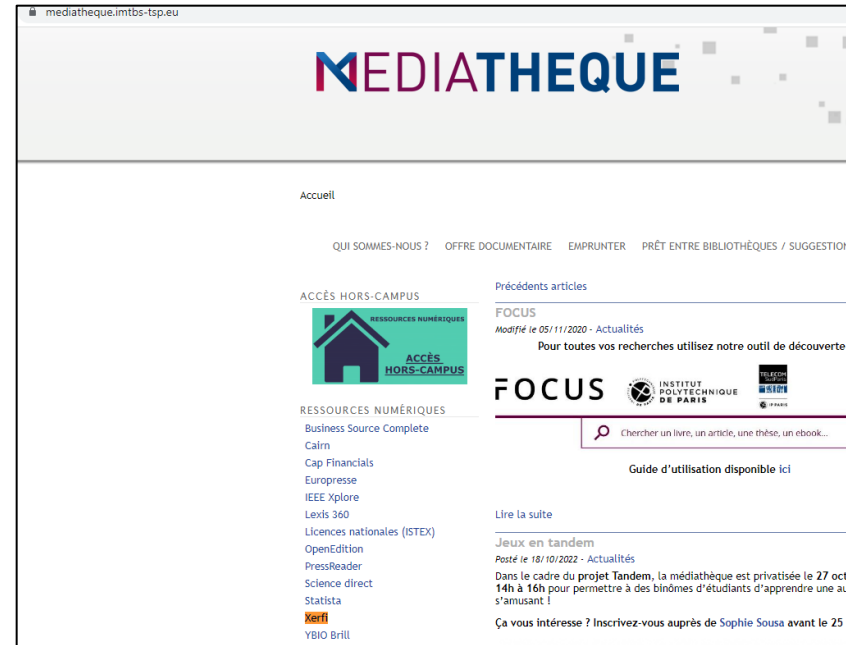 mediatheque.imtbs-tsp.eu
MEDIATHEQUE
Accueil
QUI SOMMES-NOUS ? OFFRE DOCUMENTAIRE EMPRUNTER PRÊT ENTRE BIBLIOTHÈQUES / SUGGESTION
ACCÈS HORS-CAMPUS
RESSOURCES NUMÉRIQUES
ACCÈS
HORS-CAMPUS
RESSOURCES NUMÉRIQUES
Business Source Complete
Cairn
Cap Financials
Europresse
IEEE Xplore
Lexis 360
Licences nationales (ISTEX)
OpenEdition
PressReader
Science direct
Statista
Xerfi
YBIO Brill
Précédents articles
FOCUS
Modifié le 05/11/2020 - Actualités
Pour toutes vos recherches utilisez notre outil de découverte
FOCUS
INSTITUT
POLYTECHNIQUE
DE PARIS
TELECOM
SudParis
IP PARIS
Chercher un livre, un article, une thèse, un ebook...
Guide d'utilisation disponible ici
Lire la suite
Jeux en tandem
Posté le 18/10/2022 - Actualités
Dans le cadre du projet Tandem, la médiathèque est privatisée le 27 oct
14h à 16h pour permettre à des binômes d'étudiants d'apprendre une au
s'amusant !
Ça vous intéresse ? Inscrivez-vous auprès de Sophie Sousa avant le 25